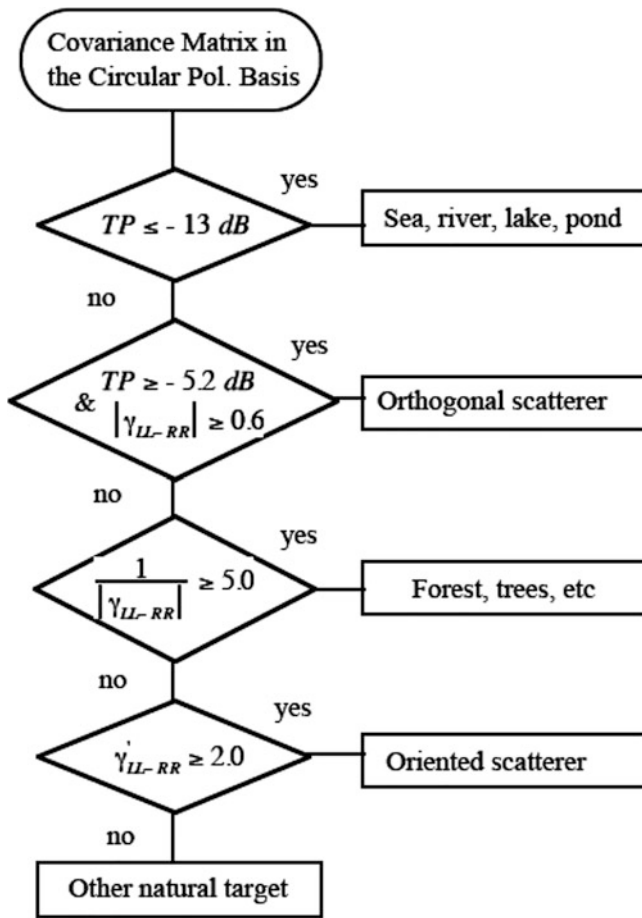 Covariance Matrix in
the Circular Pol. Basis
yes
TP ≤ - 13 dB
Sea, river, lake, pond
no
yes
TP ≥ - 5.2 dB
& |γLL-RR| ≥ 0.6
Orthogonal scatterer
no
yes
1
|γLL-RR| ≥ 5.0
Forest, trees, etc
no
yes
γ'LL-RR ≥ 2.0
Oriented scatterer
no
Other natural target